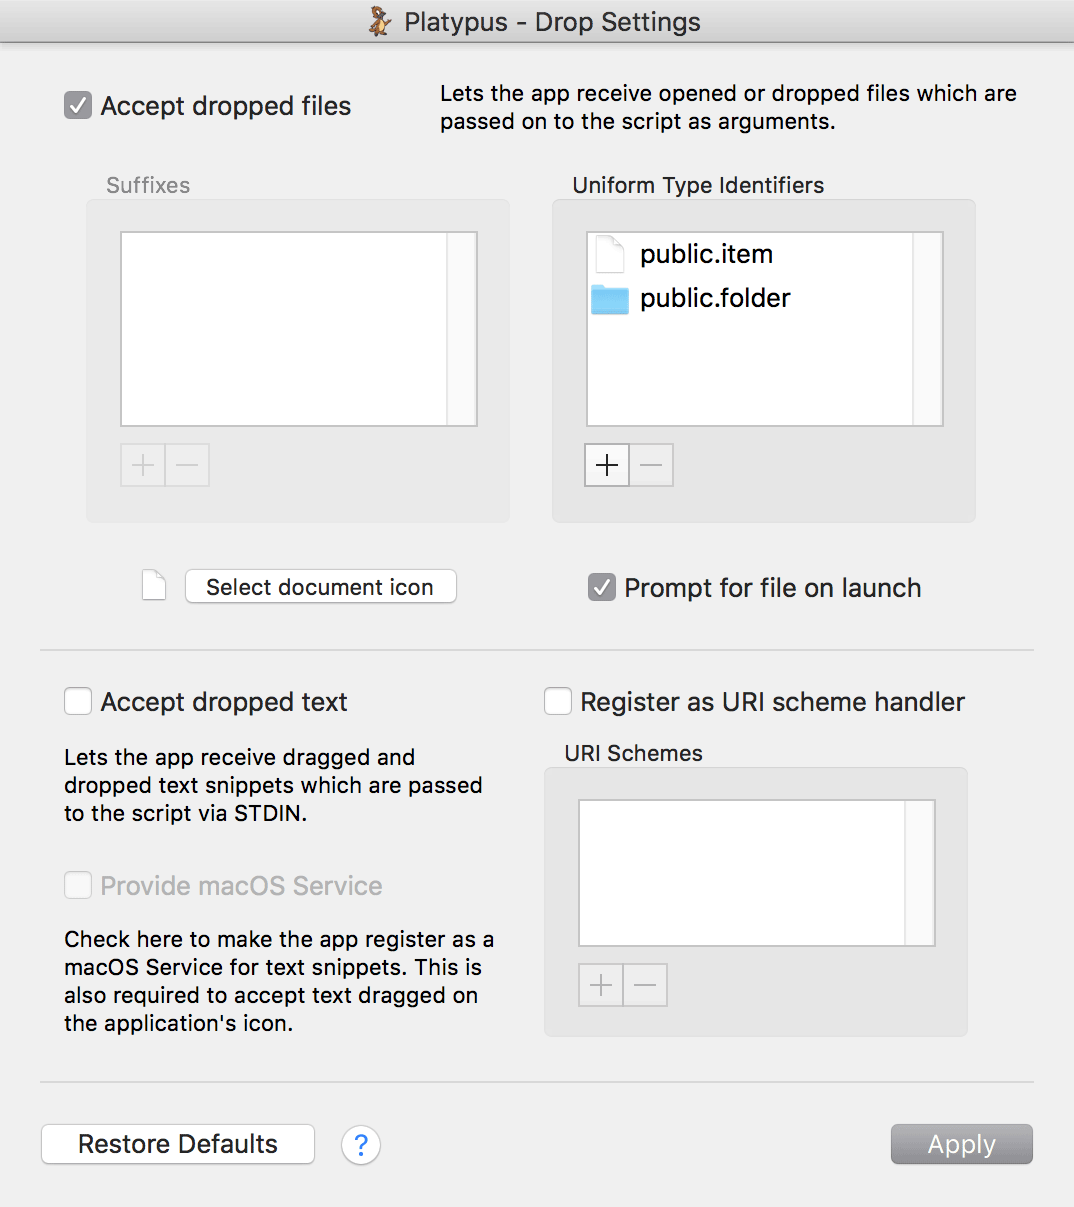 Platypus - Drop Settings
Accept dropped files
Lets the app receive opened or dropped files which are
passed on to the script as arguments.
Suffixes
Uniform Type Identifiers
public.item
public.folder
Select document icon
Prompt for file on launch
Accept dropped text
Lets the app receive dragged and
dropped text snippets which are passed
to the script via STDIN.
Provide macOS Service
Check here to make the app register as a
macOS Service for text snippets. This is
also required to accept text dragged on
the application's icon.
Register as URI scheme handler
URI Schemes
Restore Defaults
?
Apply